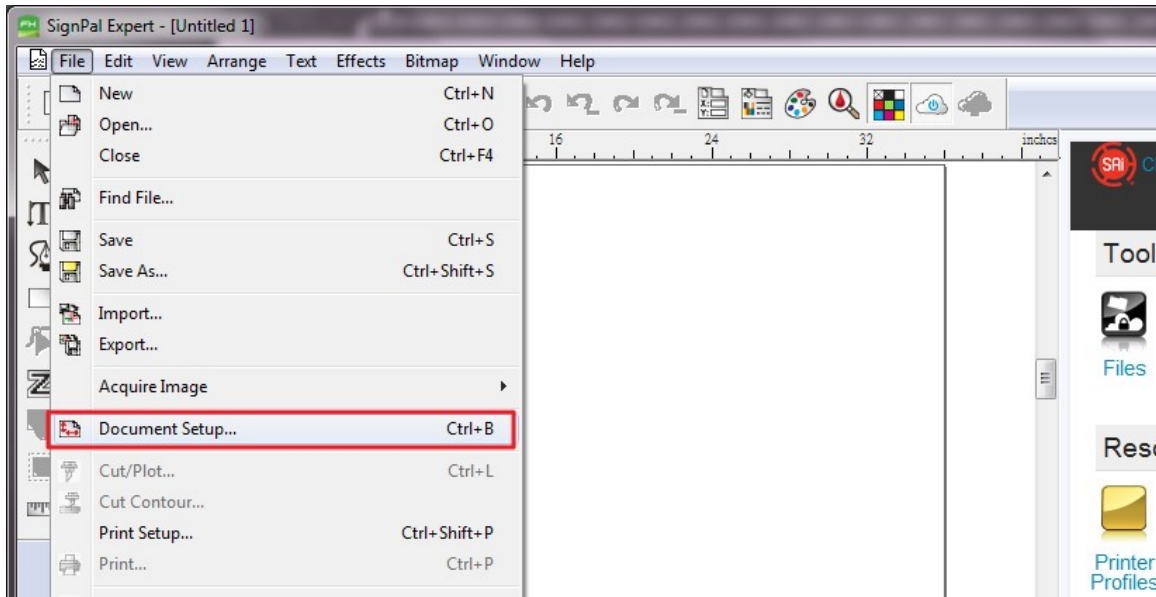 SignPal Expert - [Untitled 1]
File Edit View Arrange Text Effects Bitmap Window Help
New Ctrl+N
Open... Ctrl+O
Close Ctrl+F4
Find File...
Save Ctrl+S
Save As... Ctrl+Shift+S
Import...
Export...
Acquire Image
Document Setup... Ctrl+B
Cut/Plot... Ctrl+L
Cut Contour...
Print Setup... Ctrl+Shift+P
Print... Ctrl+P
16 24 32 inches
SAi C
Tool
Files
Reso
Printer
Profiles